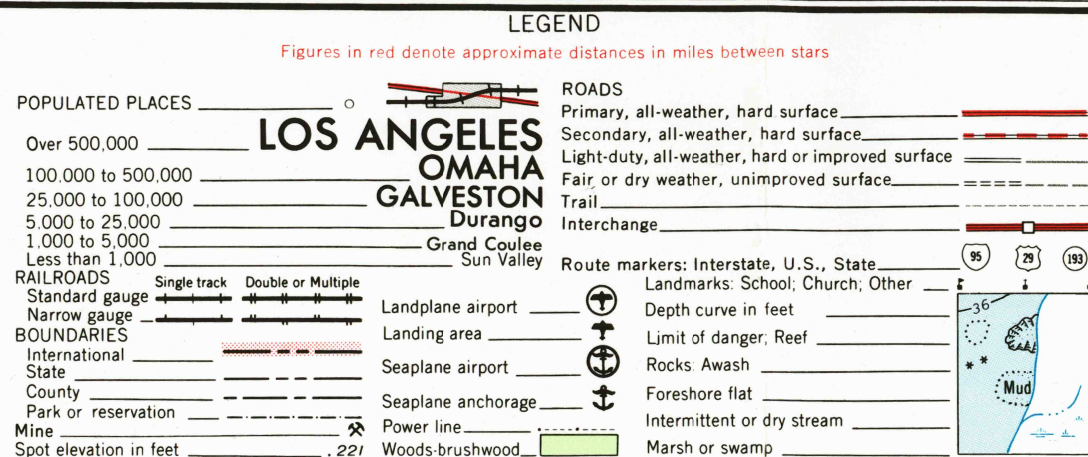 LEGEND
Figures in red denote approximate distances in miles between stars
POPULATED PLACES
Over 500,000 LOS ANGELES
100.000 to 500,000 OMAHA
25,000 to 100,000 GALVESTON
5.000 to 25,000 Durango
1.000 to 5,000 Grand Coulee
Less than 1,000 Sun Valley
RAILROADS Single track Double or Multiple
Standard gauge
Narrow gauge
BOUNDARIES
International
State
County
Park or reservation
Mine
Spot elevation in feet .221
Landplane airport
Landing area
Seaplane airport
Seaplane anchorage
Power line
Woods-brushwood
ROADS
Primary, all-weather, hard surface
Secondary, all-weather, hard surface
Light-duty, all-weather, hard or improved surface
Fair or dry weather, unimproved surface
Trail
Interchange
Route markers: Interstate, U.S., State 95 29 193
Landmarks: School; Church; Other
Depth curve in feet 36
Limit of danger; Reef
Rocks: Awash
Foreshore flat Mud
Intermittent or dry stream
Marsh or swamp